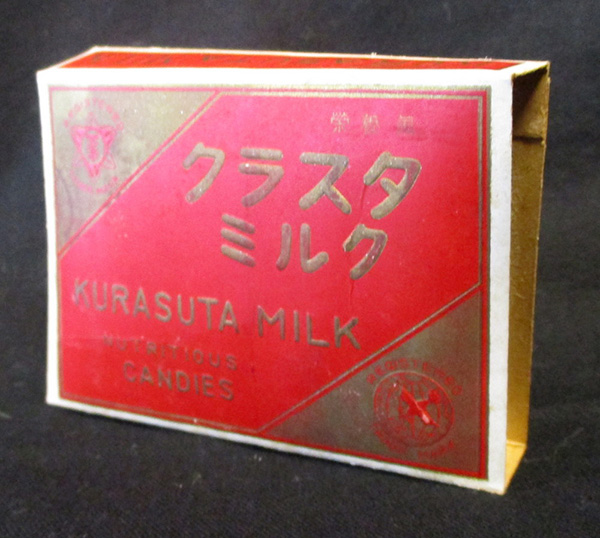 クラスタ
ミルク
KURASUTA MILK
NUTRITIOUS
CANDIES